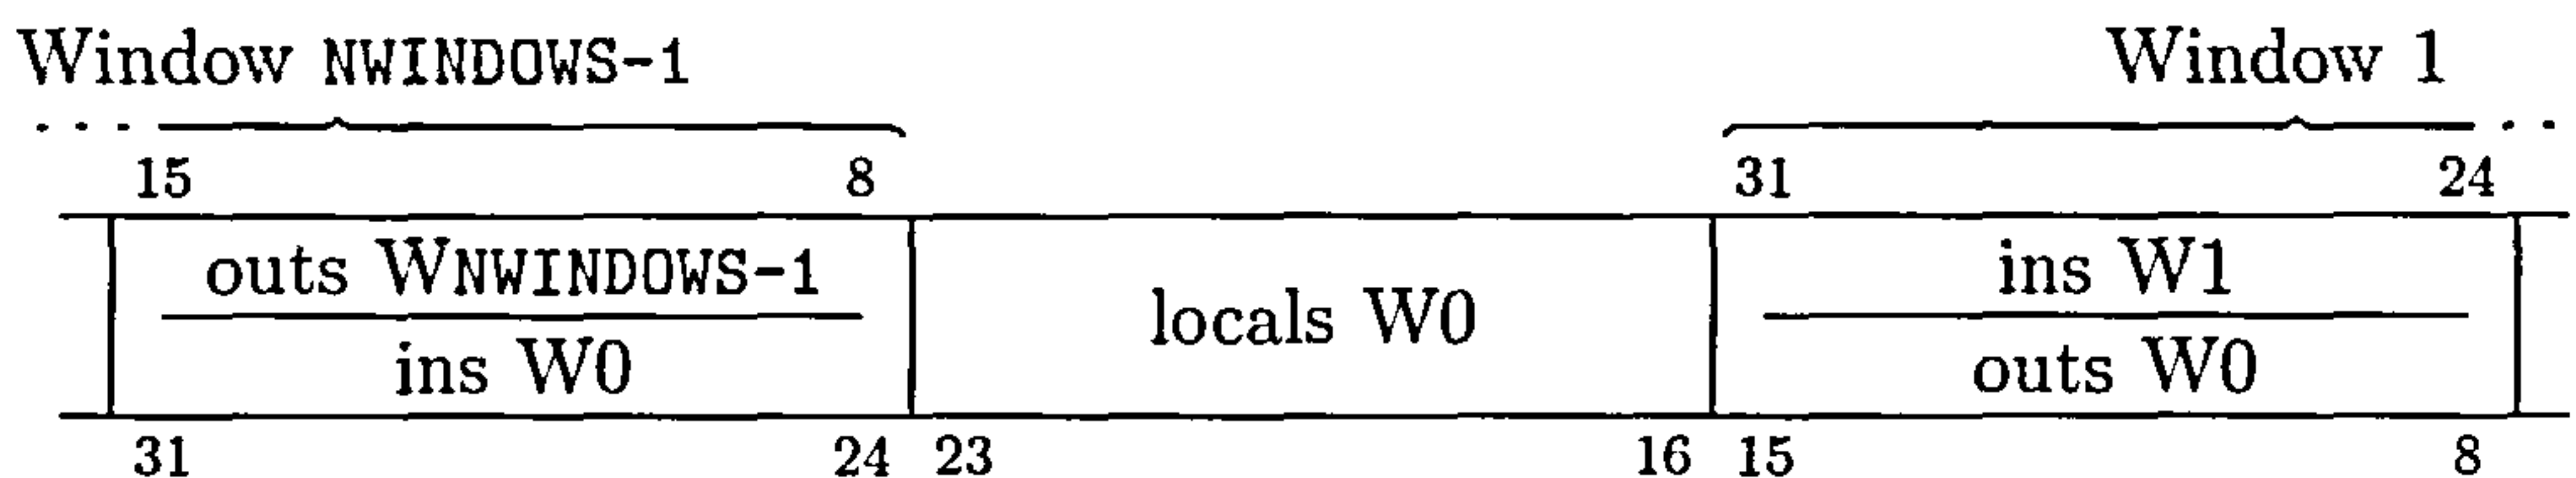 Window NWINDOWS-1 Window 1
15 8 31 24
outs WNWINDOWS-1 ins W1
locals W0
ins W0 outs W0
31 24 23 16 15 8